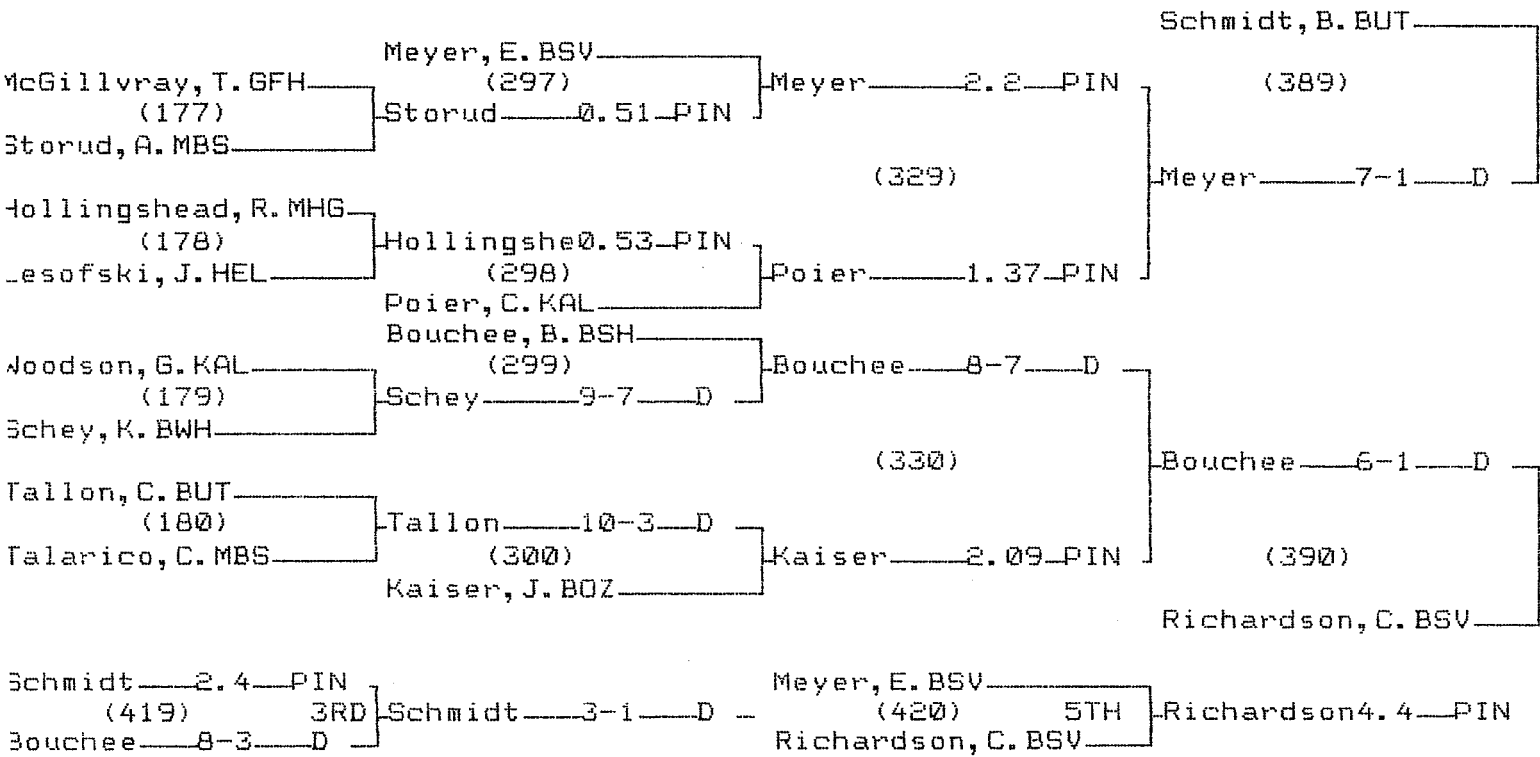 Schmidt, B. BUT
Meyer, E. BSV
McGillvray, T. GFH (297) Meyer 2.2 PIN (389)
(177) Storud 0.51 PIN
Storud, A. MBS
(329) Meyer 7-1 D
Hollingshead, R. MHG
(178) Hollingshe0.53 PIN
Lesofski, J. HEL (298) Poier 1.37 PIN
Poier, C. KAL
Bouchee, B. BSH
Woodson, G. KAL (299) Bouchee 8-7 D
(179) Schey 9-7 D
Schey, K. BWH
(330) Bouchee 6-1 D
Tallon, C. BUT
(180) Tallon 10-3 D
Talarico, C. MBS (300) Kaiser 2.09 PIN (390)
Kaiser, J. BOZ
Richardson, C. BSV
Schmidt 2.4 PIN Meyer, E. BSV
(419) 3RD Schmidt 3-1 D (420) 5TH Richardson4.4 PIN
Bouchee 8-3 D Richardson, C. BSV